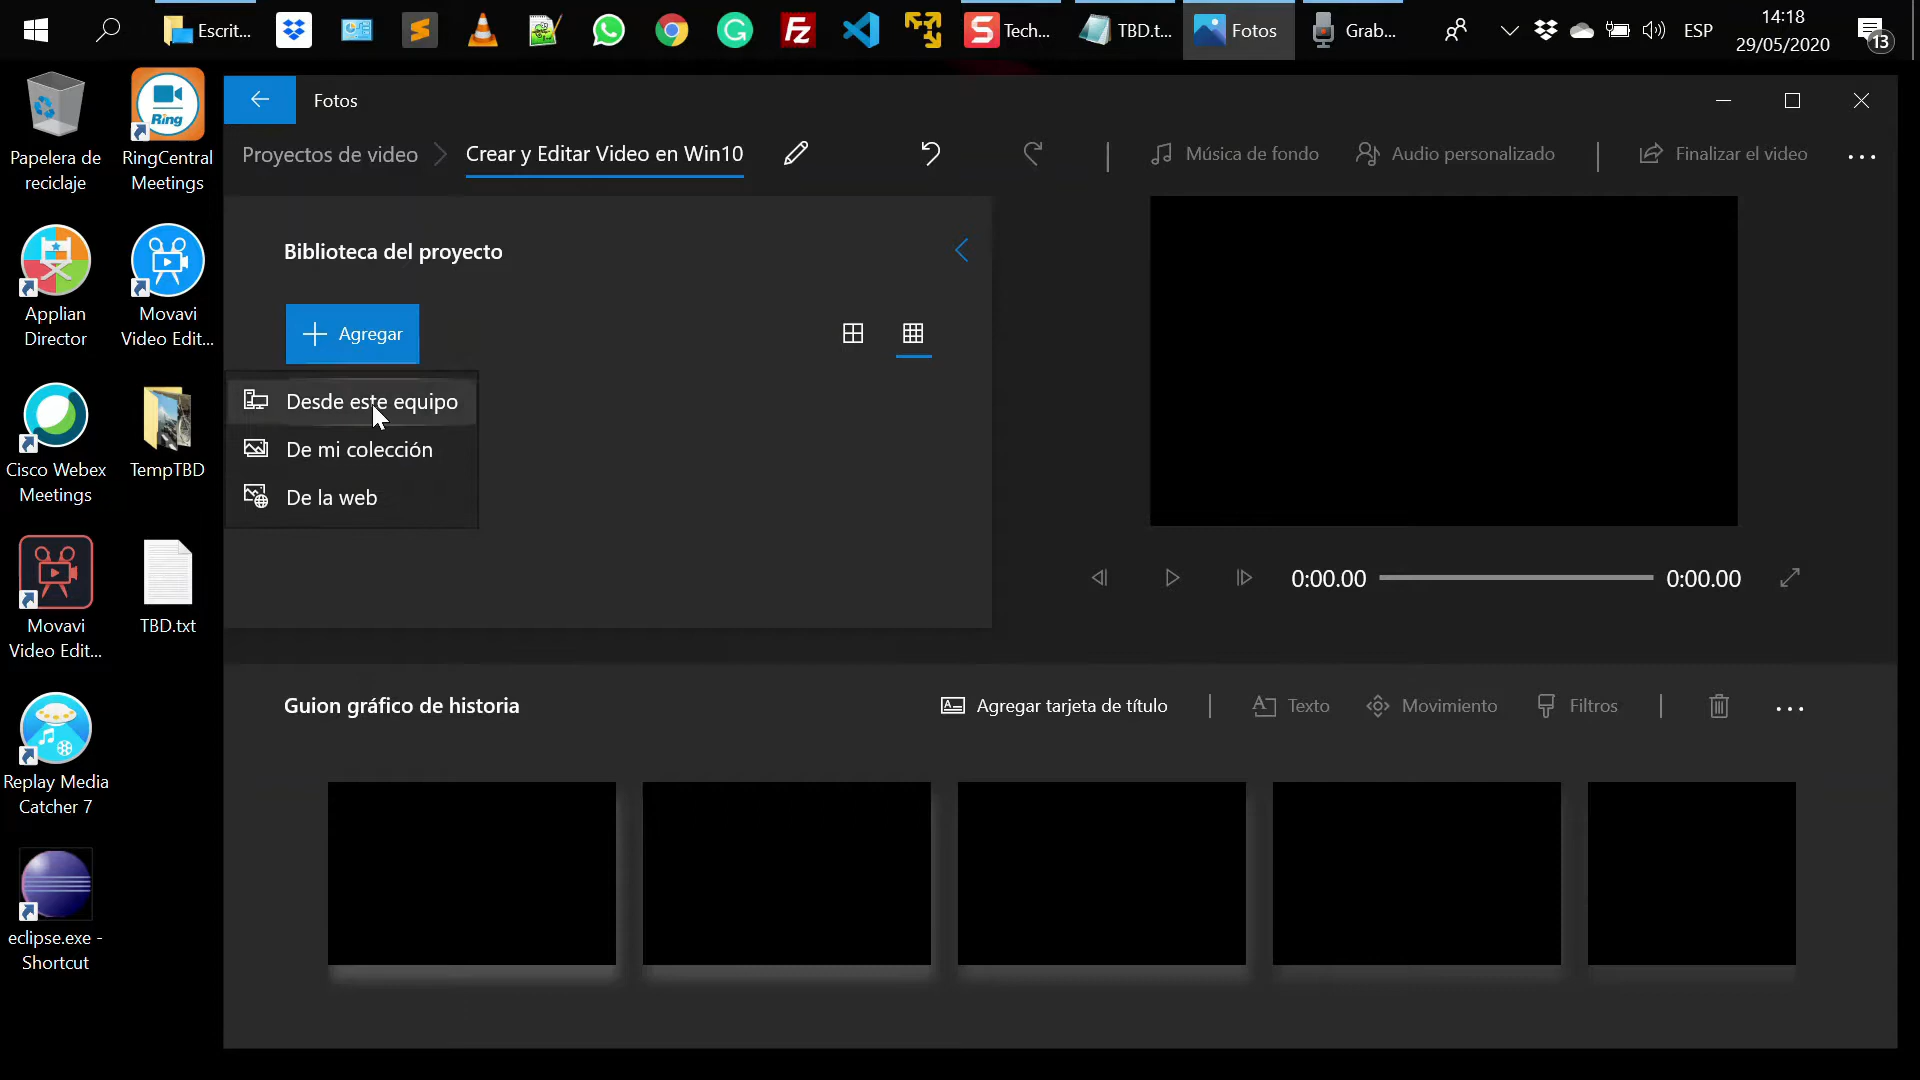 Escrit...
Tech...
TBD.t...
Fotos
Grab...
ESP
14:18
29/05/2020
13
Papelera de
reciclaje
Ring
RingCentral
Meetings
Applian
Director
Movavi
Video Edit...
Cisco Webex
Meetings
TempTBD
Movavi
Video Edit...
TBD.txt
Replay Media
Catcher 7
eclipse.exe -
Shortcut
Fotos
Proyectos de video
Crear y Editar Video en Win10
Música de fondo
Audio personalizado
Finalizar el video
Biblioteca del proyecto
Agregar
Desde este equipo
De mi colección
De la web
0:00.00
0:00.00
Guion gráfico de historia
Agregar tarjeta de título
Texto
Movimiento
Filtros